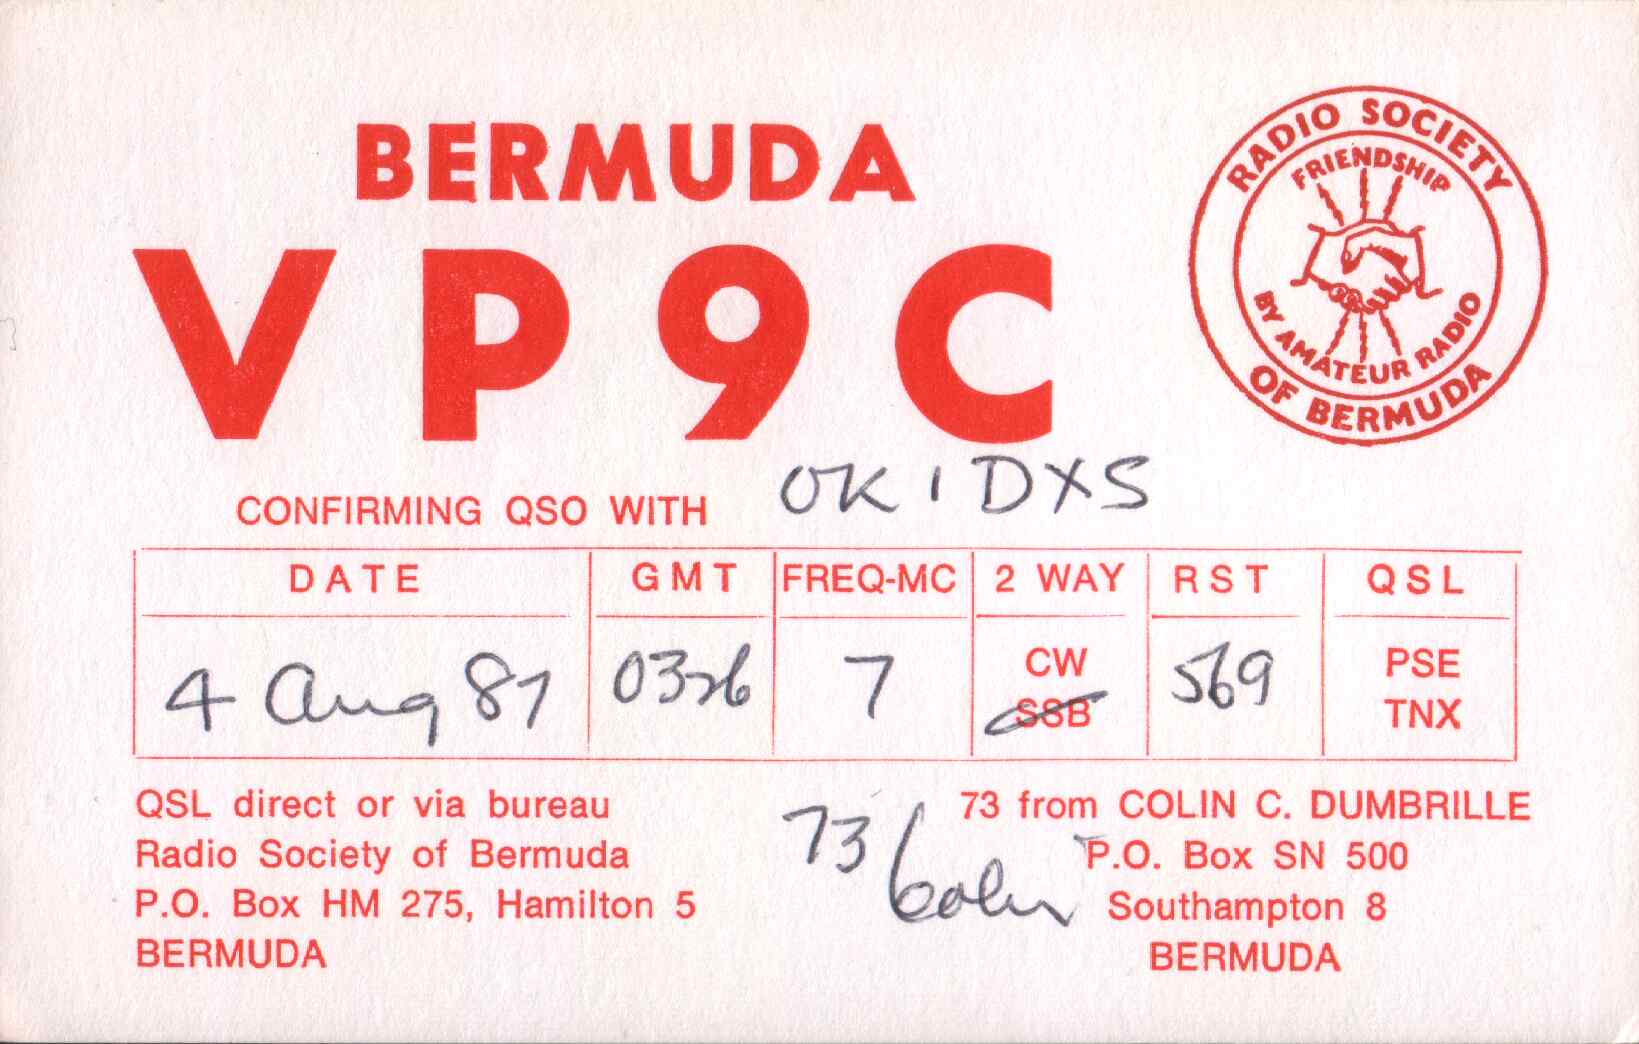 BERMUDA
VP9C
RADIO SOCIETY
OF BERMUDA
FRIENDSHIP
BY AMATEUR RADIO
CONFIRMING QSO WITH OK1DXS
DATE GMT FREQ-MC 2 WAY RST QSL
4 Aug 87 0326 7 CW 569 PSE
SSB TNX
QSL direct or via bureau
Radio Society of Bermuda
P.O. Box HM 275, Hamilton 5
BERMUDA
73 Colin
73 from COLIN C. DUMBRILLE
P.O. Box SN 500
Southampton 8
BERMUDA